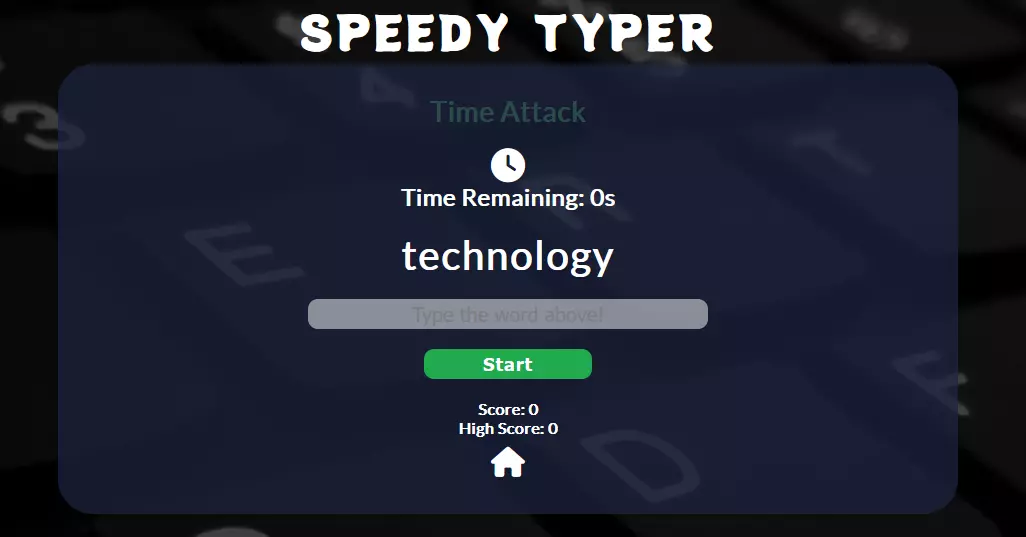 SPEEDY TYPER
Time Attack
Time Remaining: 0s
technology
Type the word above!
Start
Score: 0
High Score: 0